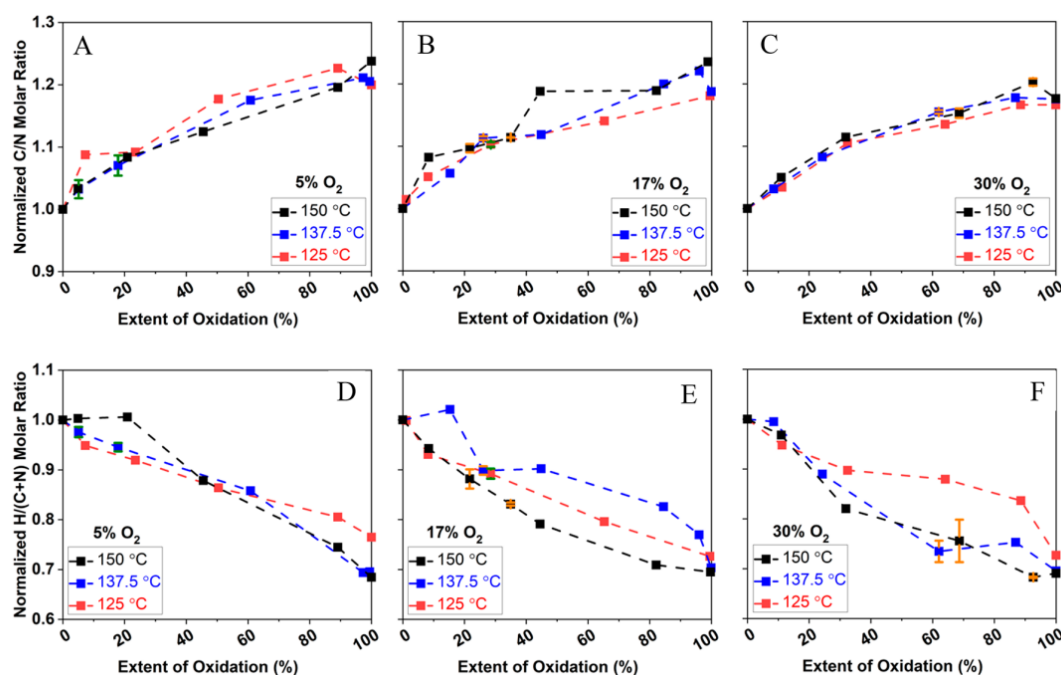 Normalized C/N Molar Ratio
1.3
1.2
1.1
1.0
0.9
A
5% O₂
150 °C
137.5 °C
125 °C
0 20 40 60 80 100
Extent of Oxidation (%)
B
17% O₂
150 °C
137.5 °C
125 °C
0 20 40 60 80 100
Extent of Oxidation (%)
C
30% O₂
150 °C
137.5 °C
125 °C
0 20 40 60 80 100
Extent of Oxidation (%)
Normalized H/(C+N) Molar Ratio
1.1
1.0
0.9
0.8
0.7
0.6
D
5% O₂
150 °C
137.5 °C
125 °C
0 20 40 60 80 100
Extent of Oxidation (%)
E
17% O₂
150 °C
137.5 °C
125 °C
0 20 40 60 80 100
Extent of Oxidation (%)
F
30% O₂
150 °C
137.5 °C
125 °C
0 20 40 60 80 100
Extent of Oxidation (%)